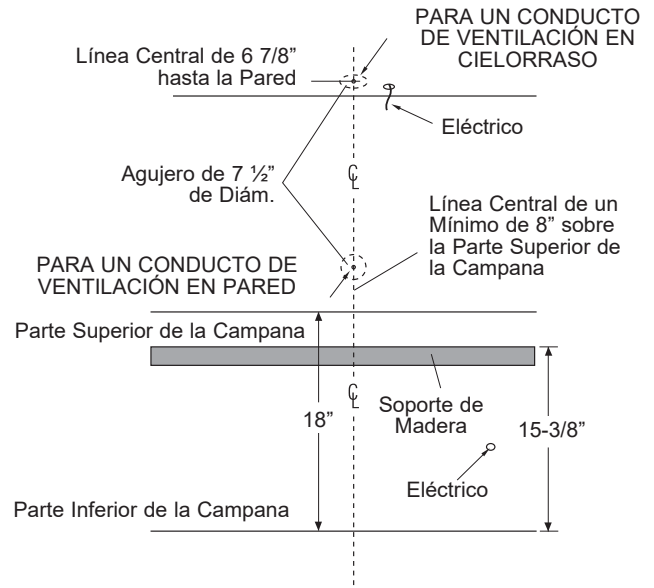 PARA UN CONDUCTO
DE VENTILACIÓN EN
CIELORRASO
Línea Central de 6 7/8”
hasta la Pared
Eléctrico
Agujero de 7 ½”
de Diám.
℄
Línea Central de un
Mínimo de 8” sobre
la Parte Superior de
la Campana
PARA UN CONDUCTO DE
VENTILACIÓN EN PARED
Parte Superior de la Campana
℄
18”
Soporte de
Madera
15-3/8”
Eléctrico
Parte Inferior de la Campana